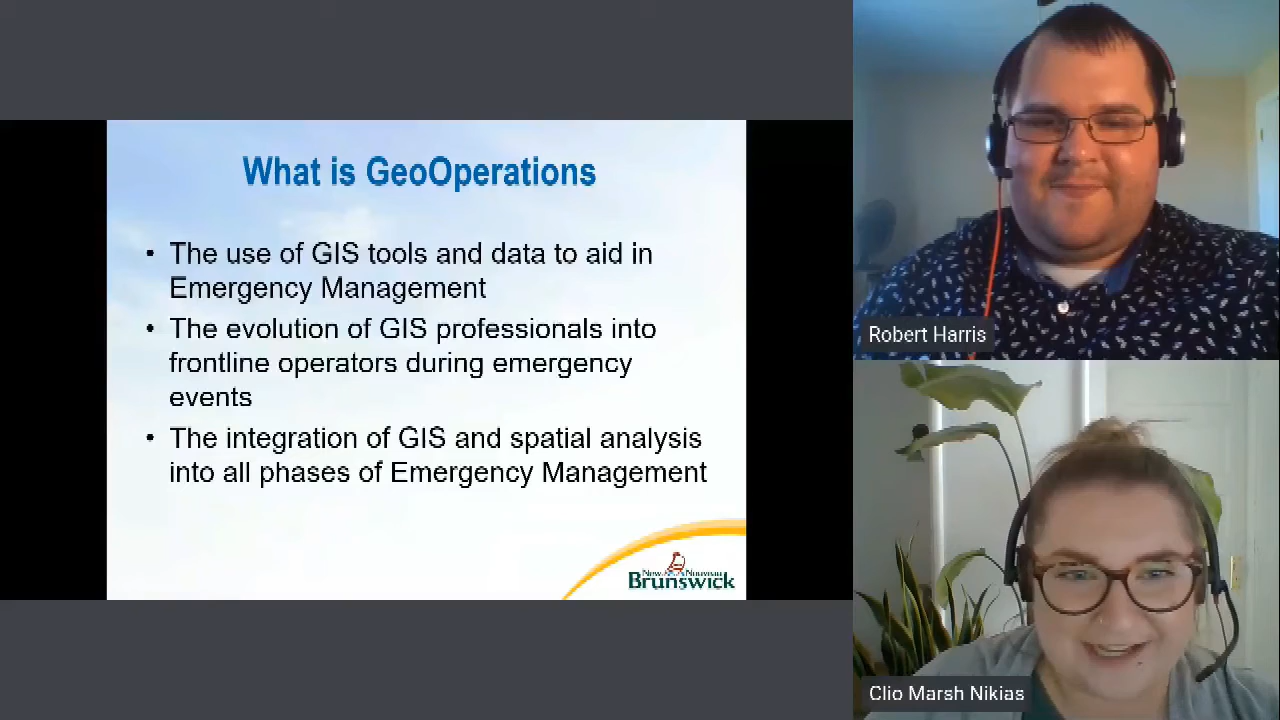 What is GeoOperations
• The use of GIS tools and data to aid in
Emergency Management
• The evolution of GIS professionals into
frontline operators during emergency
events
• The integration of GIS and spatial analysis
into all phases of Emergency Management
New Nouveau
Brunswick
Robert Harris
Clio Marsh Nikias